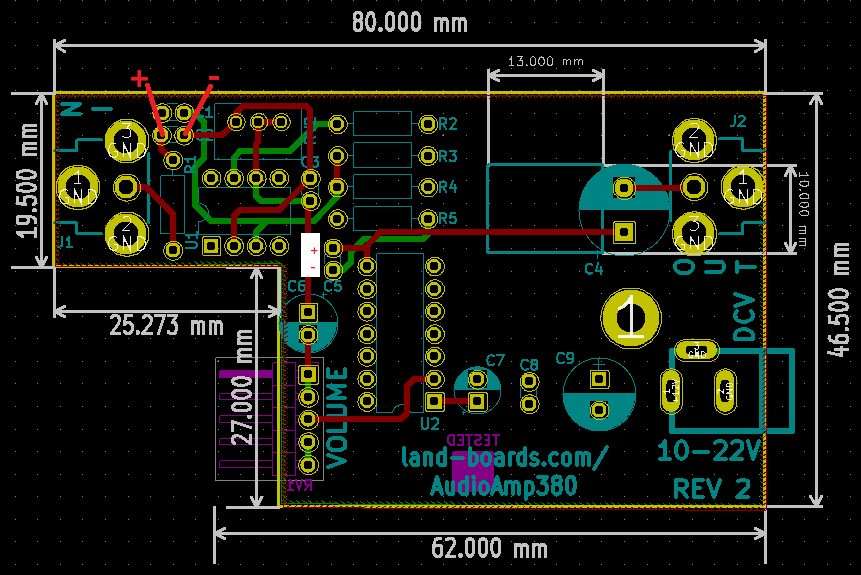 80.000 mm
13.000 mm
+ -
I N
1
R2
J2
3
GND
3
GND
19.500 mm
R1
C3
R3
10.000 mm
1
GND
R4
1
GND
2
GND
2
GND
R5
J1
U1
+
-
C4
O U T
C6
C5
25.273 mm
46.500 mm
1
DCV
27.000 mm
C7
C8
C9
VOLUME
U2
TESTED
10-22V
land-boards.com/
AudioAmp380
REV 2
RV1
62.000 mm